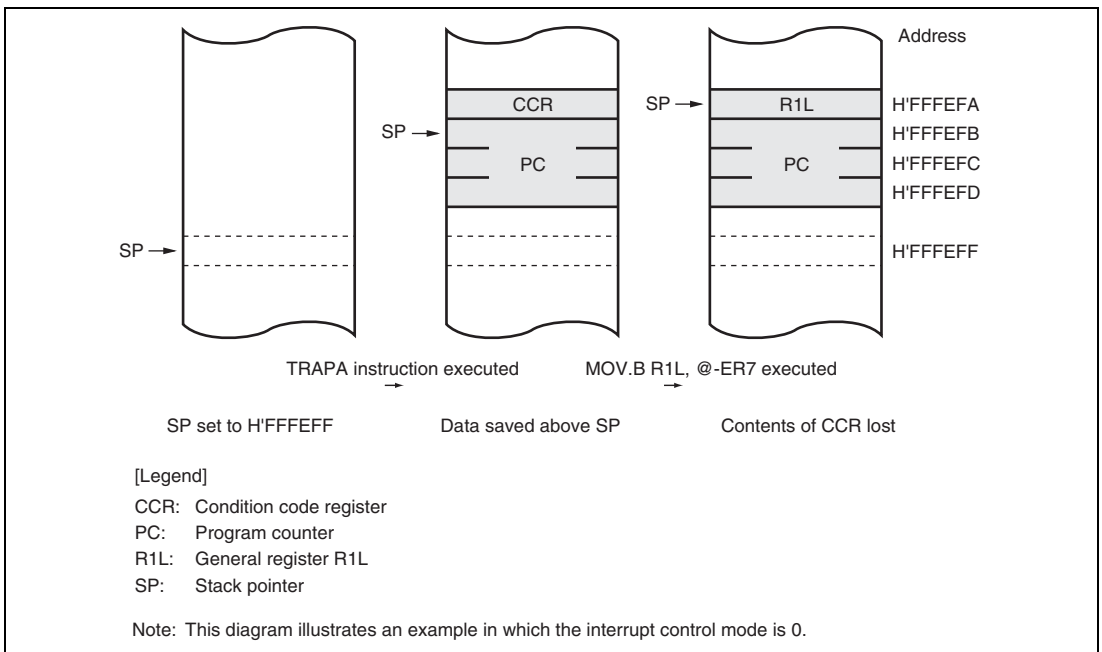 Address
CCR
SP
R1L
H'FFFEFA
SP
H'FFFEFB
PC
PC
H'FFFEFC
H'FFFEFD
SP
H'FFFEFF
TRAPA instruction executed
MOV.B R1L, @-ER7 executed
SP set to H'FFFEFF
Data saved above SP
Contents of CCR lost
[Legend]
CCR: Condition code register
PC: Program counter
R1L: General register R1L
SP: Stack pointer
Note: This diagram illustrates an example in which the interrupt control mode is 0.